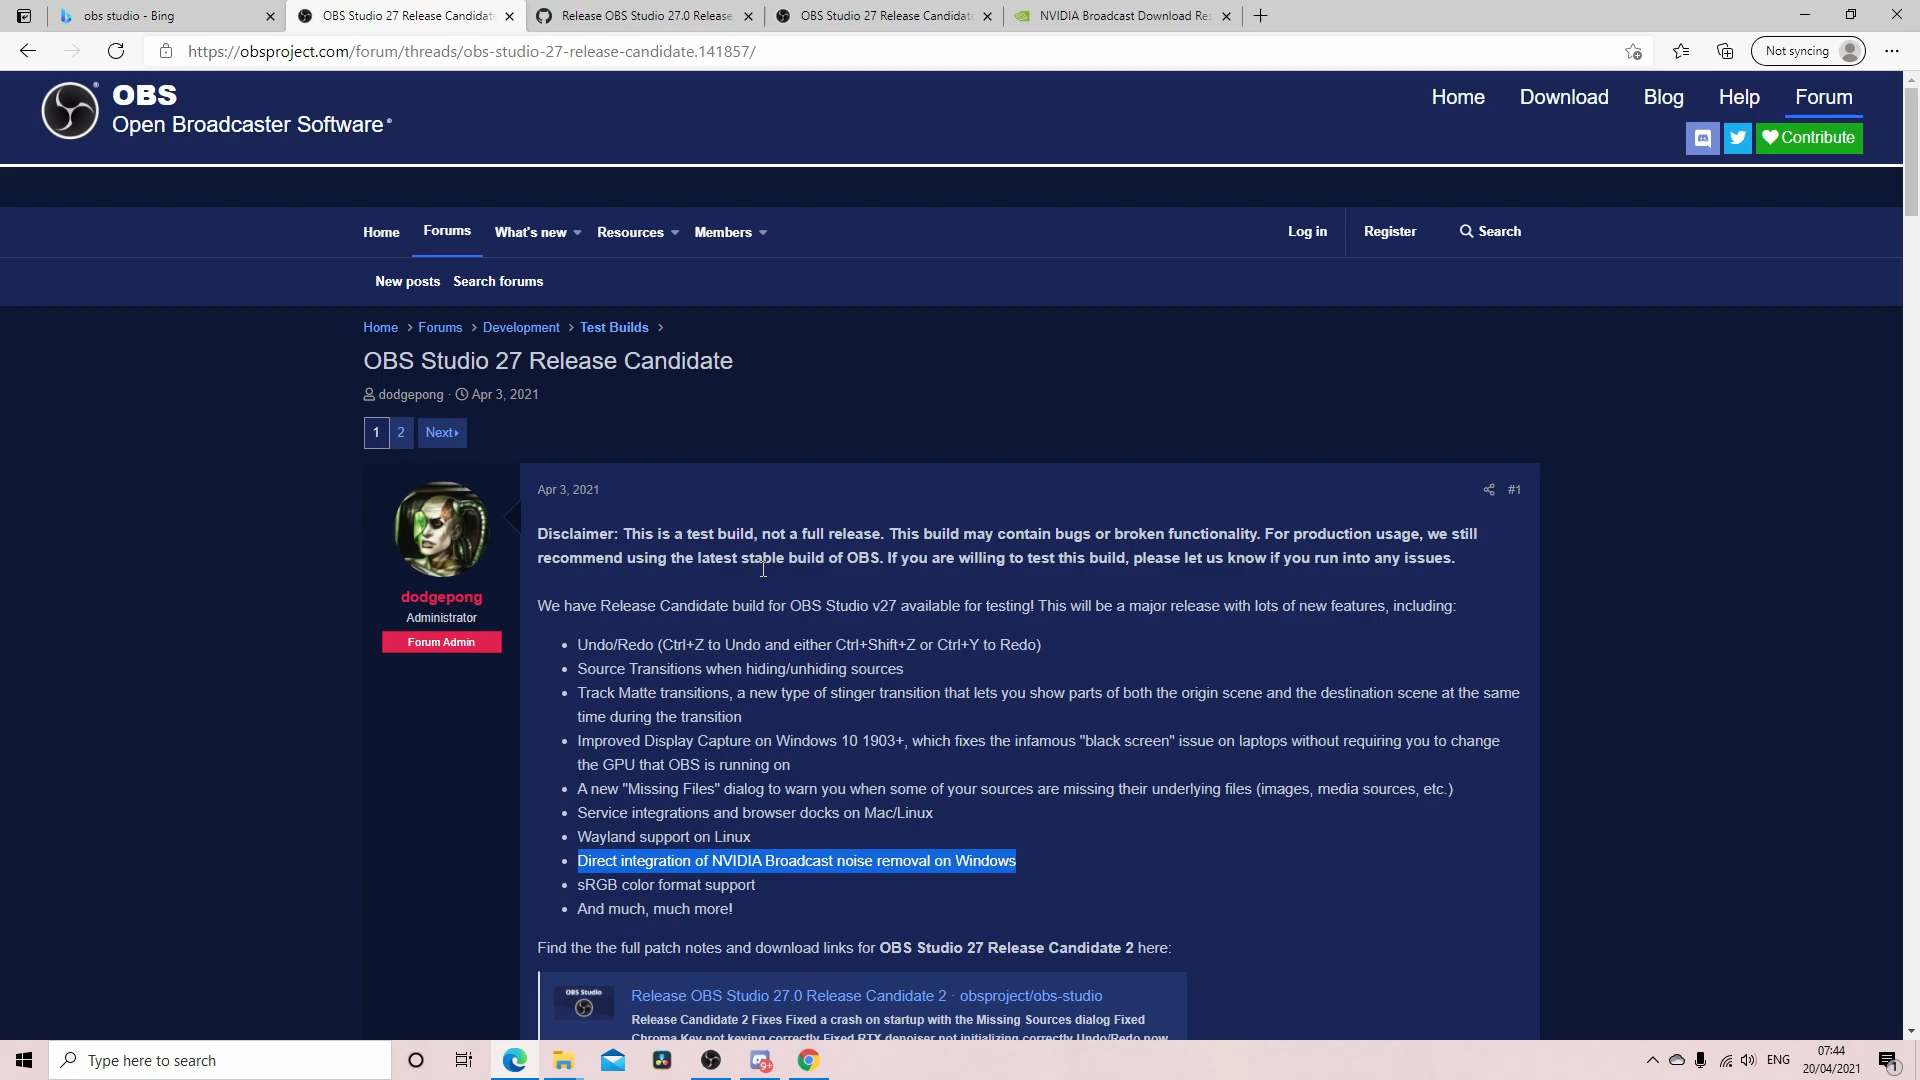 obs studio - Bing
OBS Studio 27 Release Candidate
Release OBS Studio 27.0 Release
OBS Studio 27 Release Candidate
NVIDIA Broadcast Download Res
https://obsproject.com/forum/threads/obs-studio-27-release-candidate.141857/
Not syncing
OBS
Open Broadcaster Software
Home
Download
Blog
Help
Forum
Contribute
Home
Forums
What's new
Resources
Members
Log in
Register
Search
New posts
Search forums
Home > Forums > Development > Test Builds >
OBS Studio 27 Release Candidate
dodgepong · Apr 3, 2021
1 2 Next
Apr 3, 2021
#1
dodgepong
Administrator
Forum Admin
Disclaimer: This is a test build, not a full release. This build may contain bugs or broken functionality. For production usage, we still
recommend using the latest stable build of OBS. If you are willing to test this build, please let us know if you run into any issues.
We have Release Candidate build for OBS Studio v27 available for testing! This will be a major release with lots of new features, including:
• Undo/Redo (Ctrl+Z to Undo and either Ctrl+Shift+Z or Ctrl+Y to Redo)
• Source Transitions when hiding/unhiding sources
• Track Matte transitions, a new type of stinger transition that lets you show parts of both the origin scene and the destination scene at the same
time during the transition
• Improved Display Capture on Windows 10 1903+, which fixes the infamous "black screen" issue on laptops without requiring you to change
the GPU that OBS is running on
• A new "Missing Files" dialog to warn you when some of your sources are missing their underlying files (images, media sources, etc.)
• Service integrations and browser docks on Mac/Linux
• Wayland support on Linux
• Direct integration of NVIDIA Broadcast noise removal on Windows
• sRGB color format support
• And much, much more!
Find the the full patch notes and download links for OBS Studio 27 Release Candidate 2 here:
OBS Studio
Release OBS Studio 27.0 Release Candidate 2 · obsproject/obs-studio
Release Candidate 2 Fixes Fixed a crash on startup with the Missing Sources dialog Fixed
Chroma Key not keying correctly Fixed RTX denoiser not initializing correctly Undo/Redo now
Type here to search
9+
ENG
07:44
20/04/2021
1